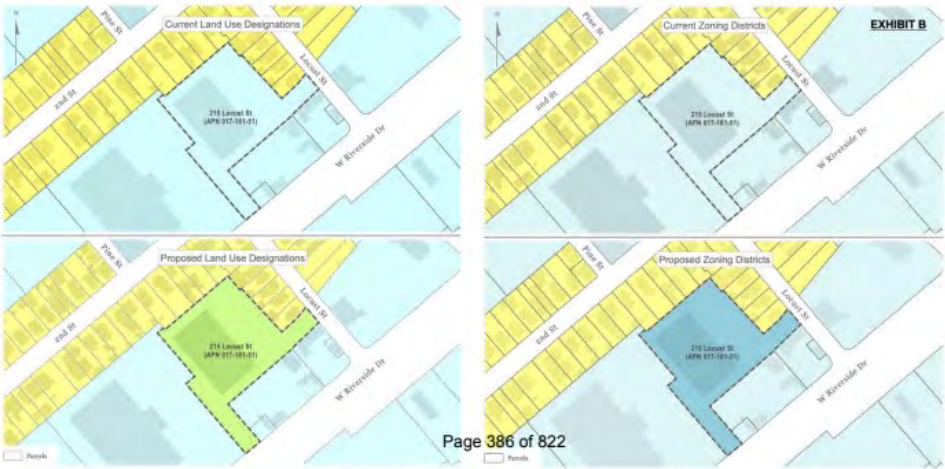 Current Land Use Designations
N
Pine St
2nd St
Locust St
215 Locust St
(APN 017-181-51)
W Riverside Dr
Current Zoning Districts
EXHIBIT B
N
Pine St
2nd St
Locust St
215 Locust St
(APN 017-181-51)
W Riverside Dr
Proposed Land Use Designations
Pine St
2nd St
Locust St
215 Locust St
(APN 017-181-51)
W Riverside Dr
Parcels
Proposed Zoning Districts
Pine St
2nd St
Locust St
215 Locust St
(APN 017-181-51)
W Riverside Dr
Parcels
Page 386 of 822